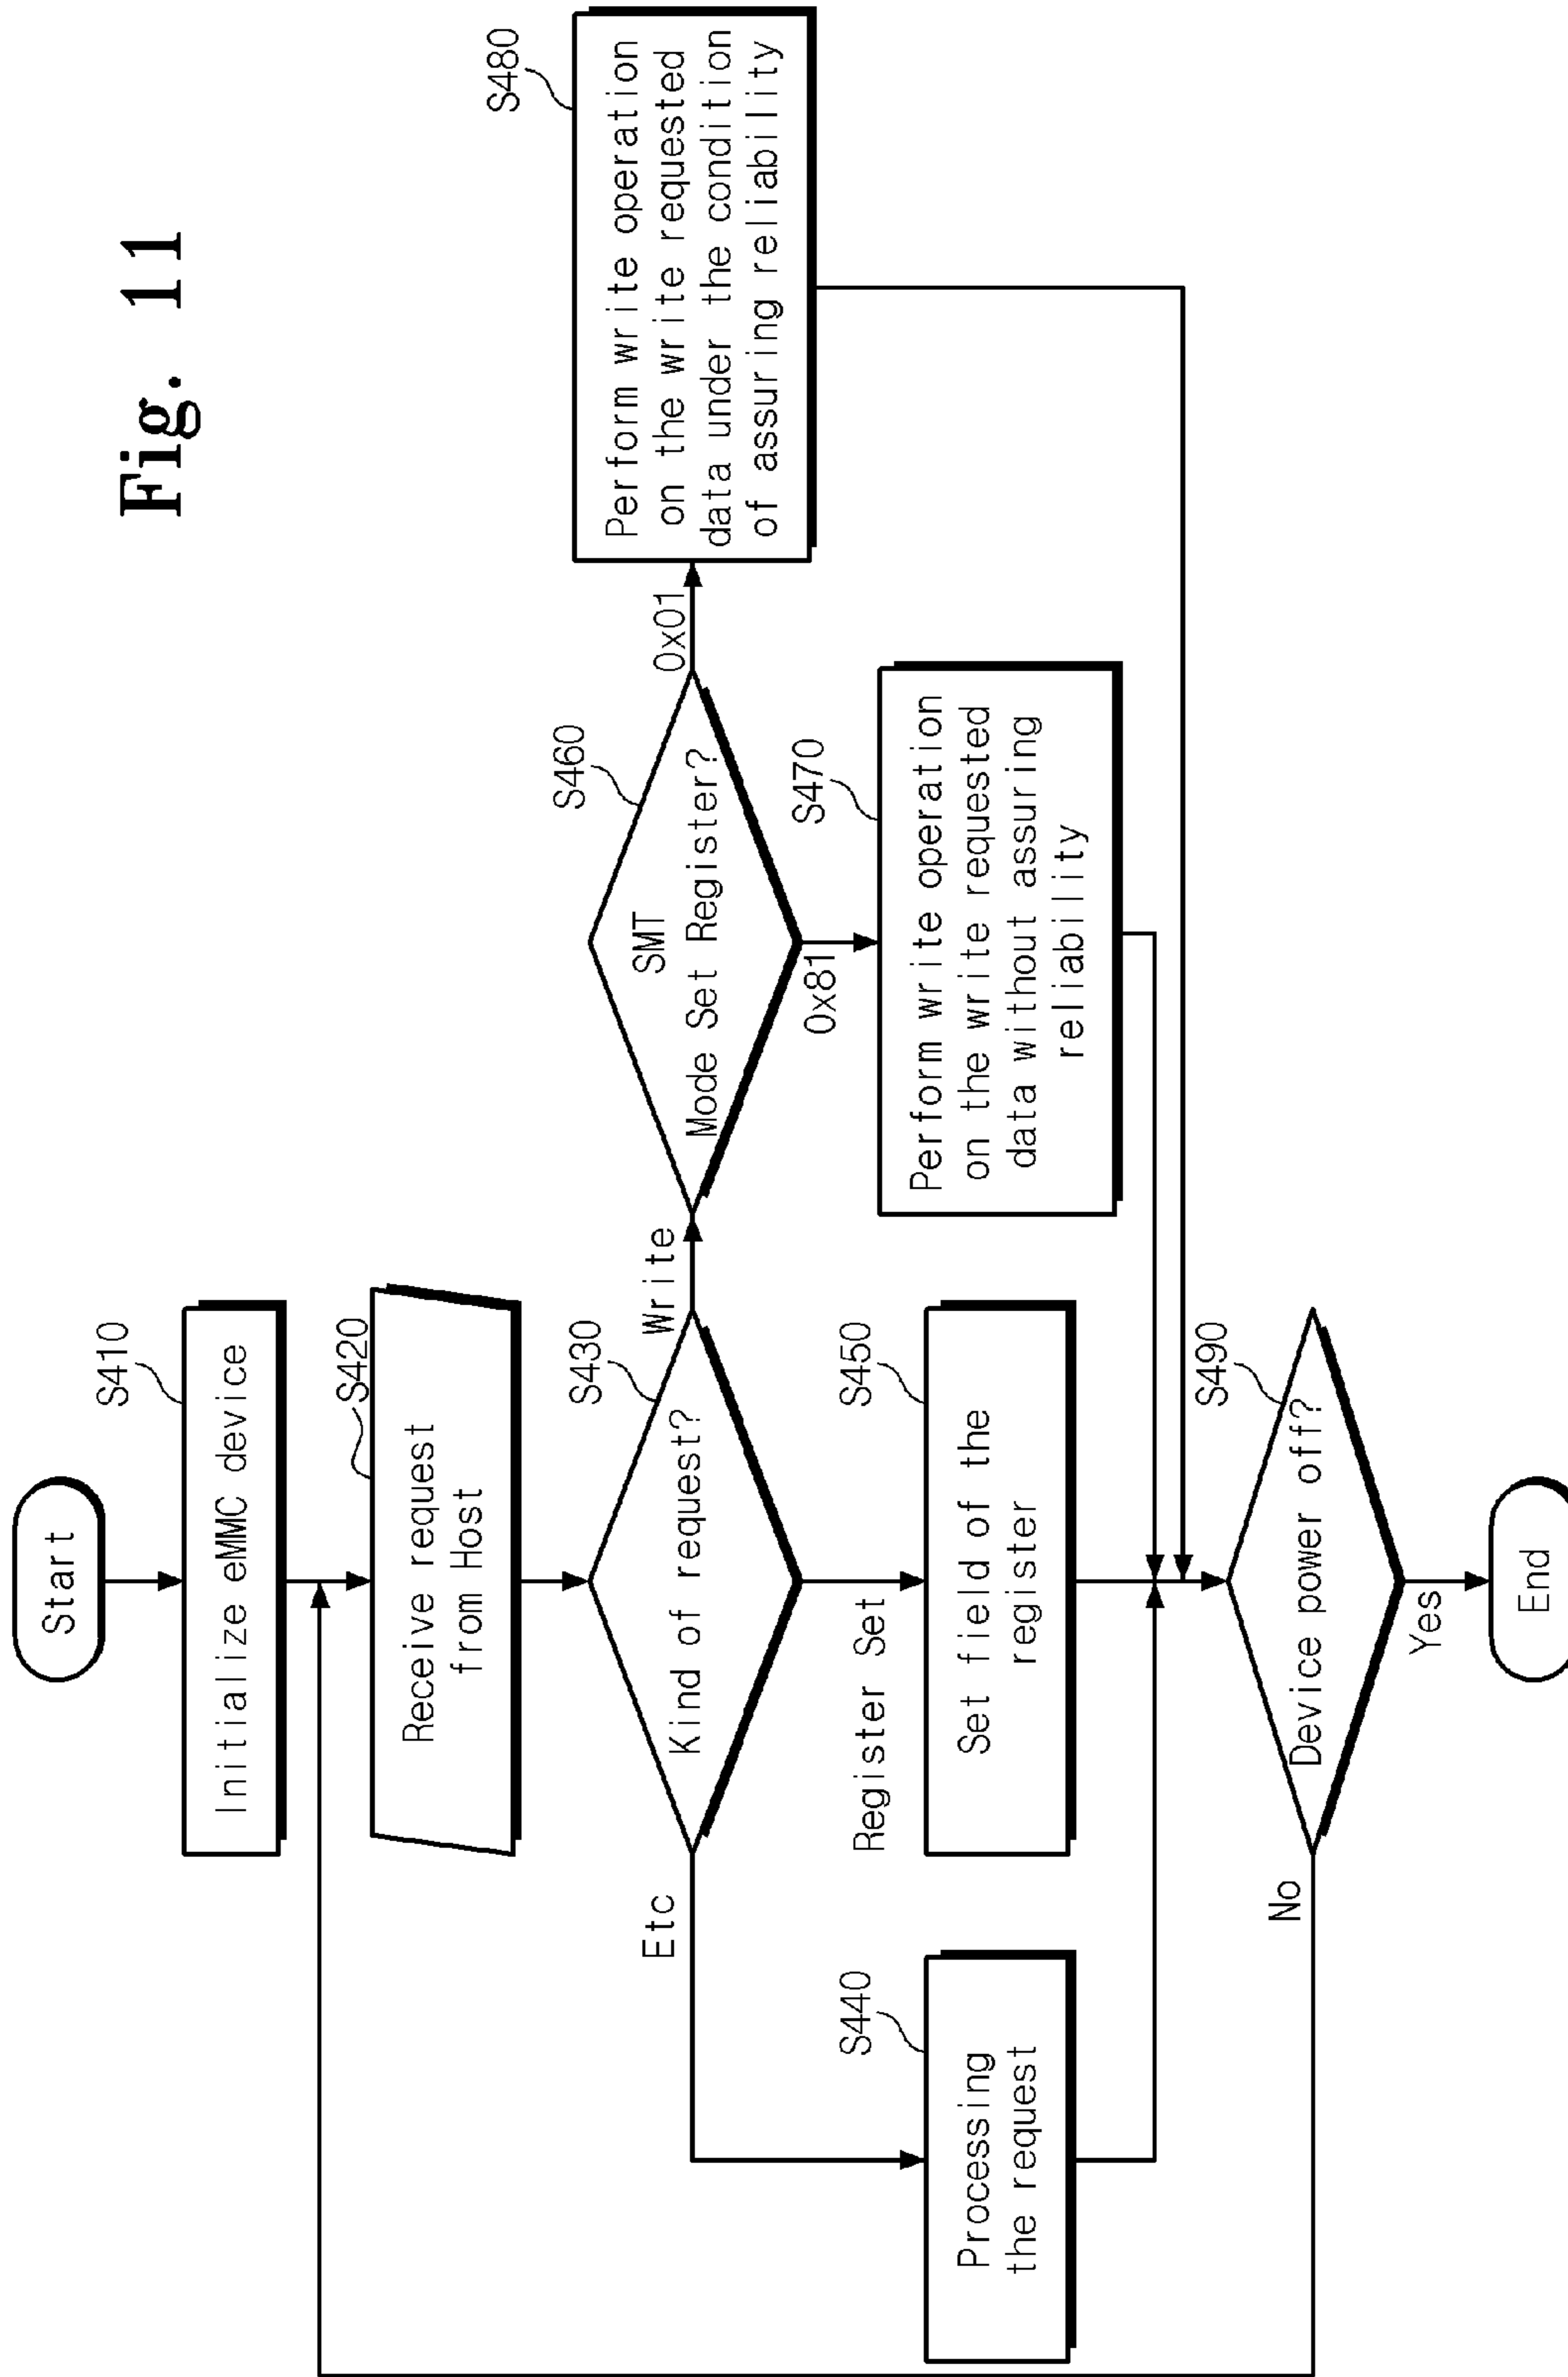 Fig. 11
Start
S410
Initialize eMMC device
S420
Receive request
from Host
S430
Kind of request?
Write
Etc
Register Set
S460
SMT
Mode Set Register?
0x01
0x81
S480
Perform write operation
on the write requested
data under the condition
of assuring reliability
S470
Perform write operation
on the write requested
data without assuring
reliability
S450
Set field of the
register
S440
Processing
the request
S490
Device power off?
No
Yes
End